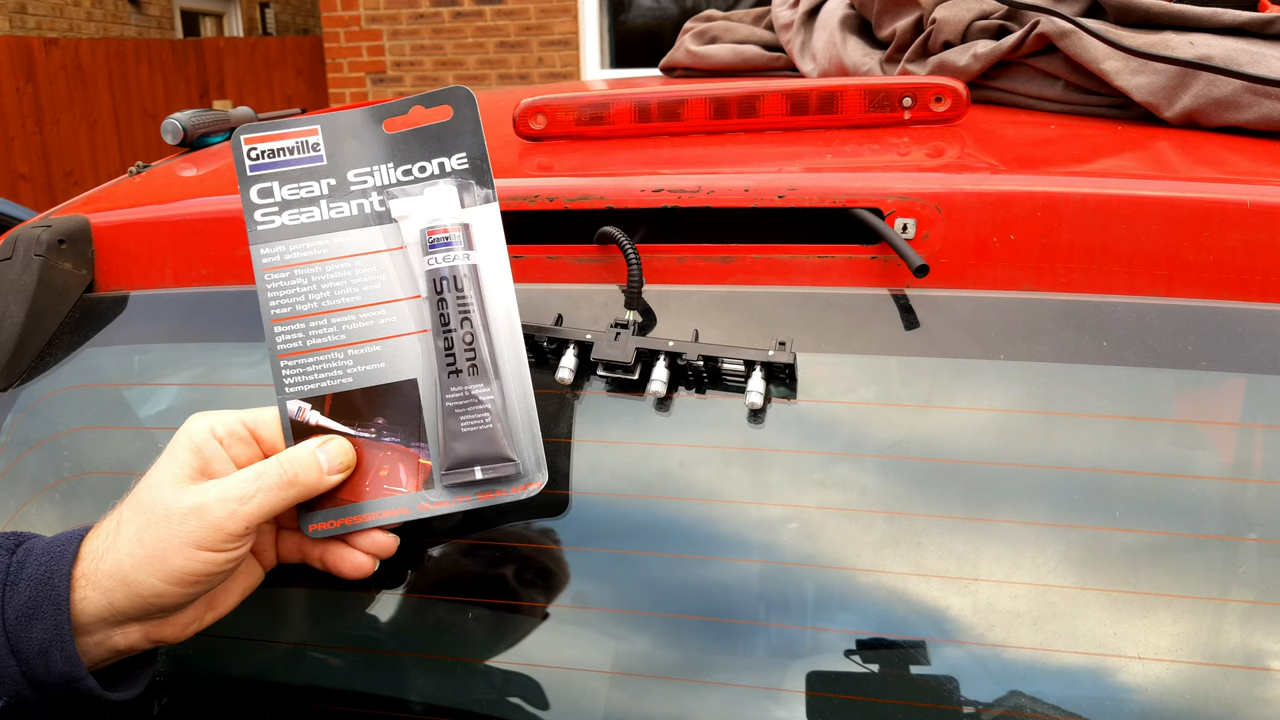 Granville
Clear Silicone
Sealant
Multi purpose
and adhesive
Clear finish gives a
virtually invisible joint
important when sealing
around light units and
rear light clusters
Bonds and seals wood,
glass, metal, rubber and
most plastics
Permanently flexible
Non-shrinking
Withstands extreme
temperatures
PROFESSIONAL
Granville
CLEAR
Silicone
Sealant
Multi-purpose
sealant & adhesive
Permanently flexible
Non-shrinking
Withstands
extremes of
temperature